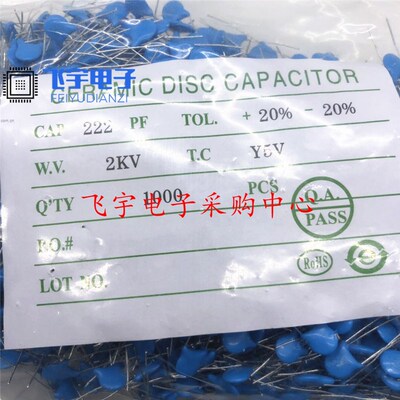 飞宇电子
FEIYUDIANZI
CERAMIC DISC CAPACITOR
CAP 222 PF TOL. + 20% - 20%
W.V. 2KV T.C Y5V
Q'TY 1000 PCS
飞宇电子采购中心
Q.A.
PASS
P.O.#
LOT NO.
RoHS